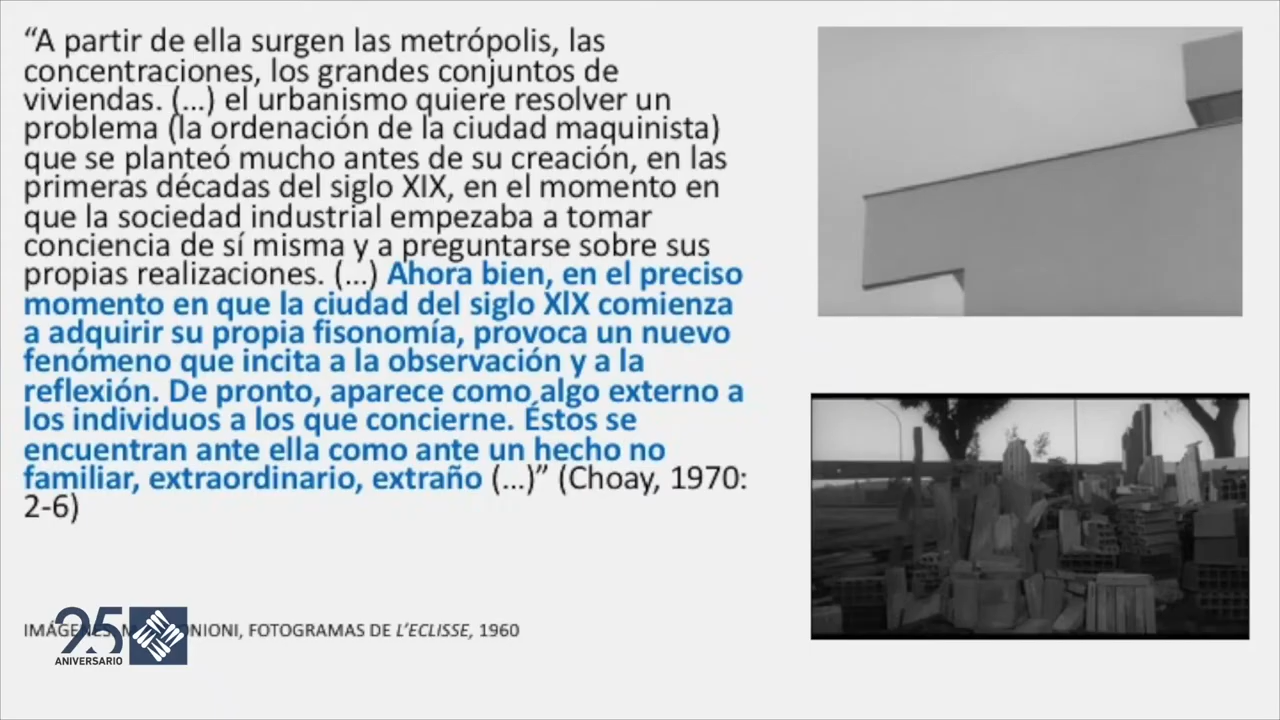 “A partir de ella surgen las metrópolis, las
concentraciones, los grandes conjuntos de
viviendas. (...) el urbanismo quiere resolver un
problema (la ordenación de la ciudad maquinista)
que se planteó mucho antes de su creación, en las
primeras décadas del siglo XIX, en el momento en
que la sociedad industrial empezaba a tomar
conciencia de sí misma y a preguntarse sobre sus
propias realizaciones. (...) Ahora bien, en el preciso
momento en que la ciudad del siglo XIX comienza
a adquirir su propia fisonomía, provoca un nuevo
fenómeno que incita a la observación y a la
reflexión. De pronto, aparece como algo externo a
los individuos a los que concierne. Éstos se
encuentran ante ella como ante un hecho no
familiar, extraordinario, extraño (...)” (Choay, 1970:
2-6)
FOTOGRAMAS DE L’ECLISSE, 1960
25
ANIVERSARIO